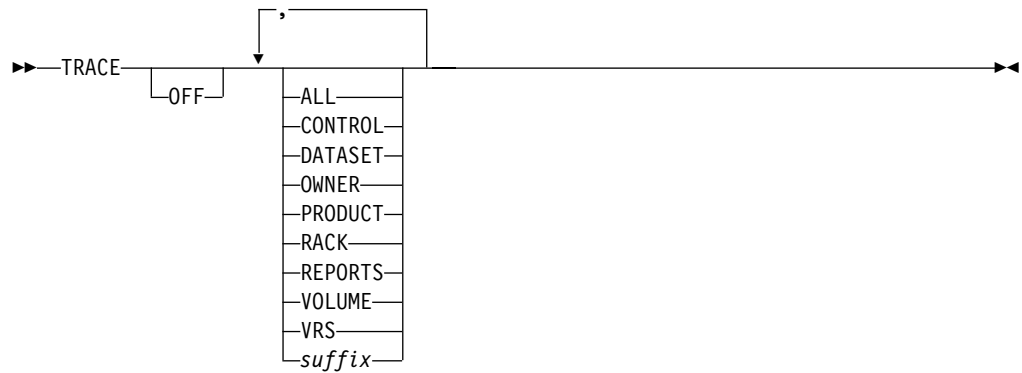 ,
TRACE
OFF
ALL
CONTROL
DATASET
OWNER
PRODUCT
RACK
REPORTS
VOLUME
VRS
suffix